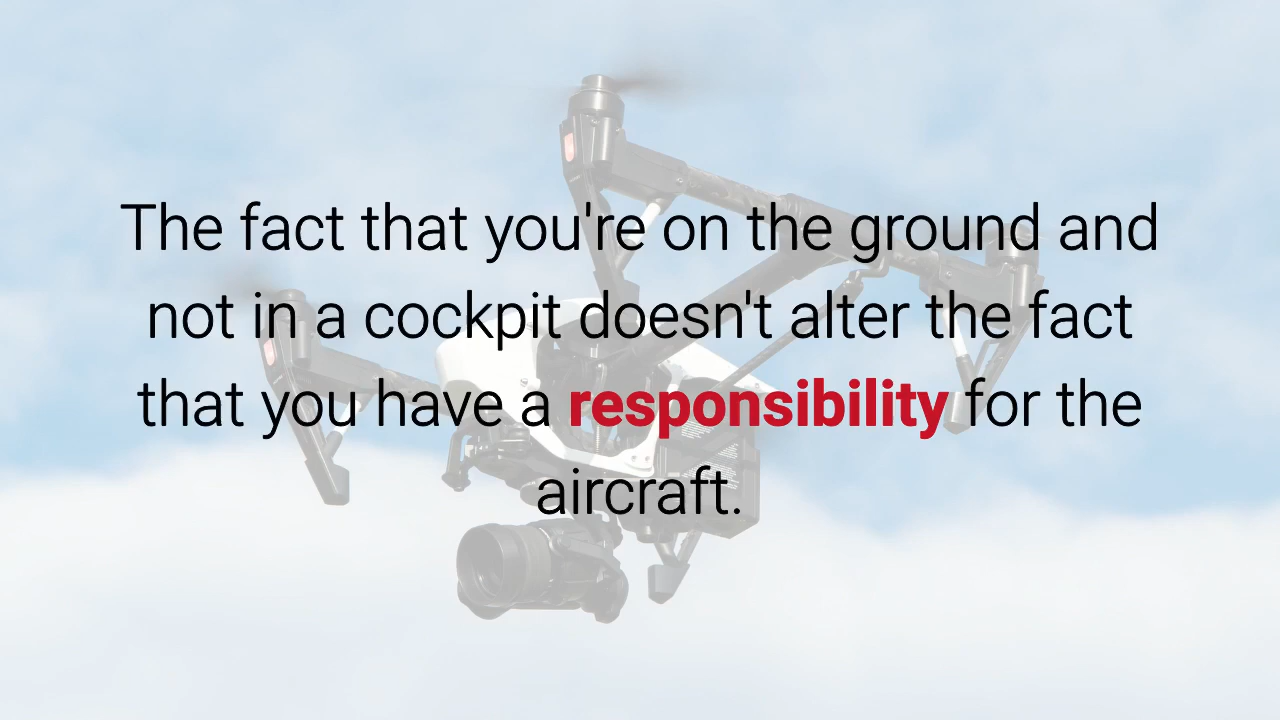 The fact that you're on the ground and
not in a cockpit doesn't alter the fact
that you have a responsibility for the
aircraft.